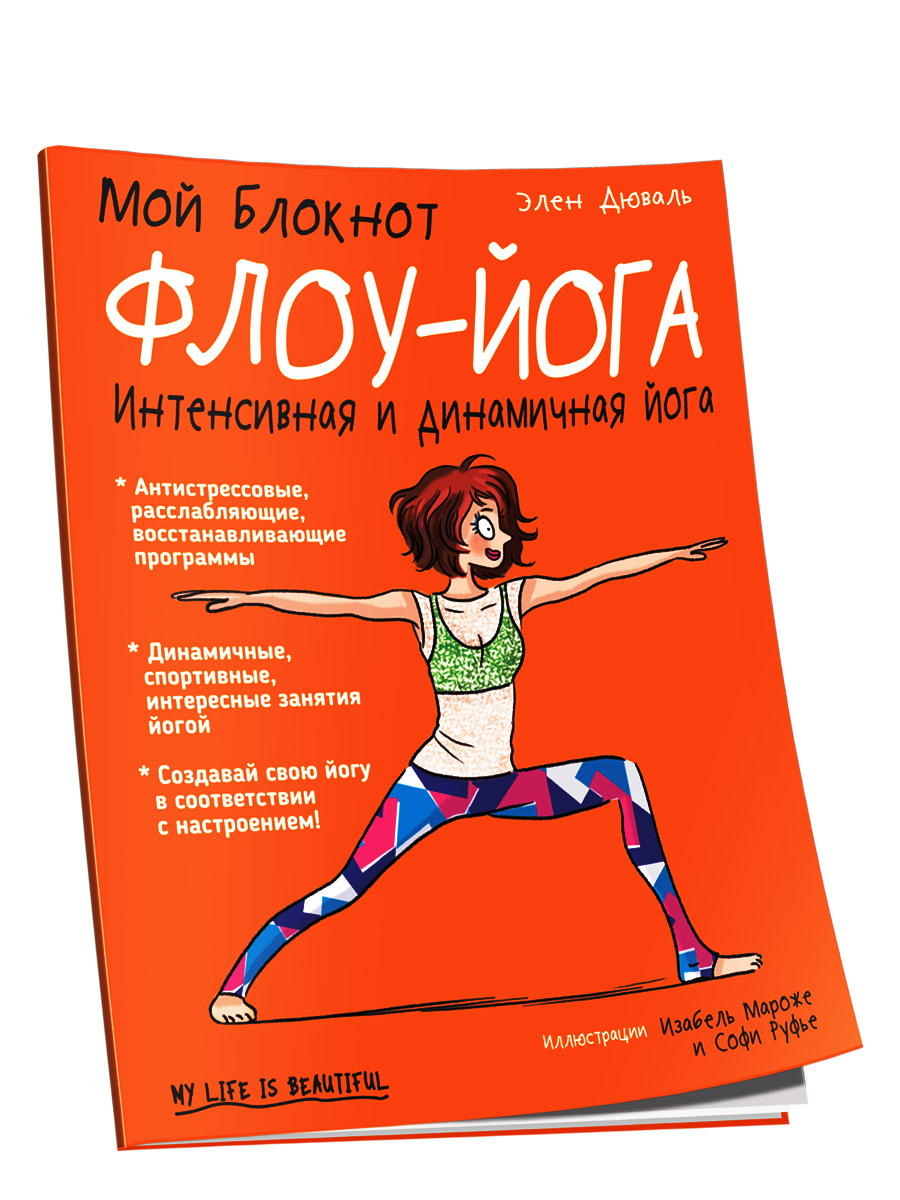 Мой Блокнот
Элен Дюваль
ФЛОУ-ЙОГА
Интенсивная и динамичная йога
* Антистрессовые,
расслабляющие,
восстанавливающие
программы
* Динамичные,
спортивные,
интересные занятия
йогой
* Создавай свою йогу
в соответствии
с настроением!
Иллюстрации Изабель Мароже
и Софи Руфье
MY LIFE IS BEAUTIFUL